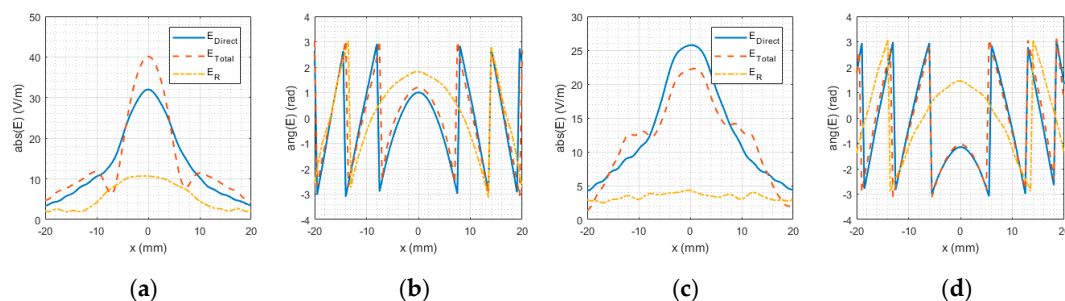 50
40
30
20
10
0
abs(E) (V/m)
-20 -10 0 10 20
x (mm)
E_Direct
E_Total
E_R
(a)
4
3
2
1
0
-1
-2
-3
-4
ang(E) (rad)
-20 -10 0 10 20
x (mm)
(b)
30
25
20
15
10
5
0
abs(E) (V/m)
-20 -10 0 10 20
x (mm)
E_Direct
E_Total
E_R
(c)
4
3
2
1
0
-1
-2
-3
-4
ang(E) (rad)
-20 -10 0 10 20
x (mm)
(d)